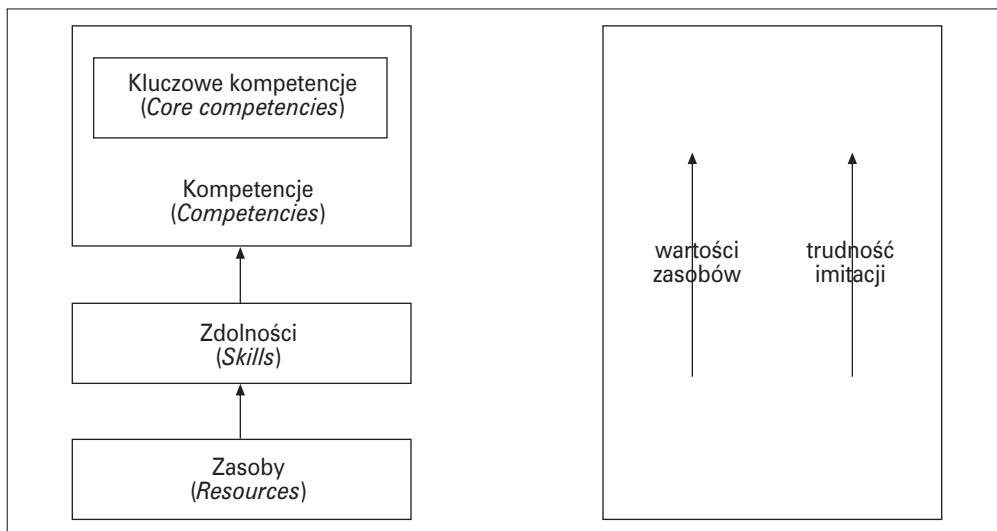 Kluczowe kompetencje
(Core competencies)
Kompetencje
(Competencies)
Zdolności
(Skills)
Zasoby
(Resources)
wartości
zasobów
trudność
imitacji